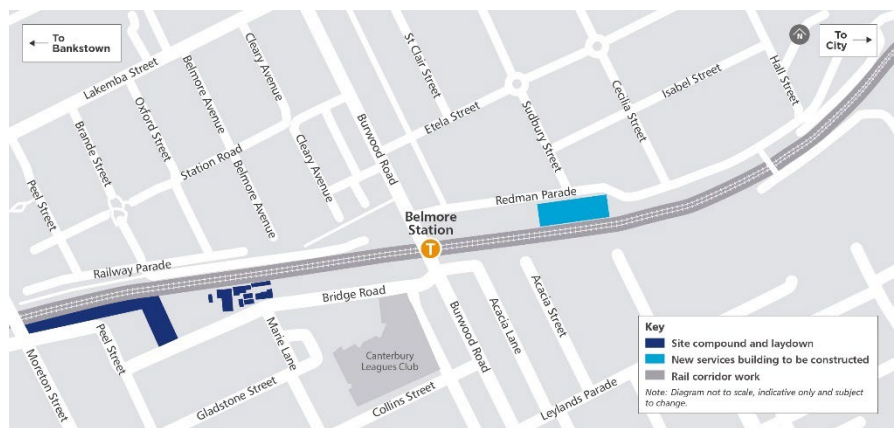 To
Bankstown
N
To
City
Lakemba Street
Cleary Avenue
Belmore Avenue
Oxford Street
Brande Street
Peel Street
Station Road
Belmore Avenue
Cleary Avenue
Burwood Road
St Clair Avenue
Etela Street
Sudbury Street
Cecilia Street
Isabel Street
Hall Street
Redman Parade
Belmore
Station
T
Railway Parade
Bridge Road
Peel Street
Moreton Street
Marie Lane
Gladstone Street
Canterbury
Leagues Club
Collins Street
Burwood Road
Acacia Lane
Acacia Street
Leylands Parade
Key
Site compound and laydown
New services building to be constructed
Rail corridor work
Note: Diagram not to scale, indicative only and subject
to change.